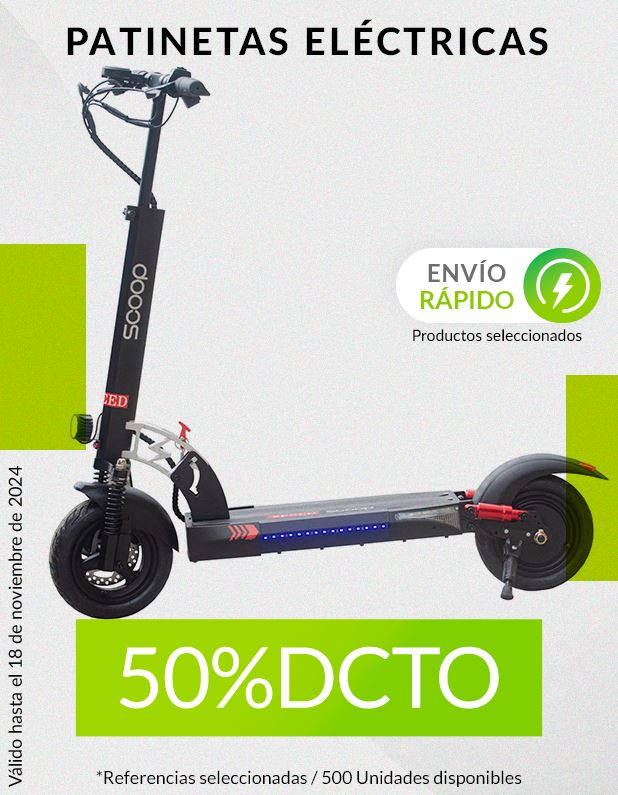 PATINETAS ELÉCTRICAS
scoop
ENVÍO
RÁPIDO
Productos seleccionados
Válido hasta el 18 de noviembre de 2024
50%DCTO
*Referencias seleccionadas / 500 Unidades disponibles